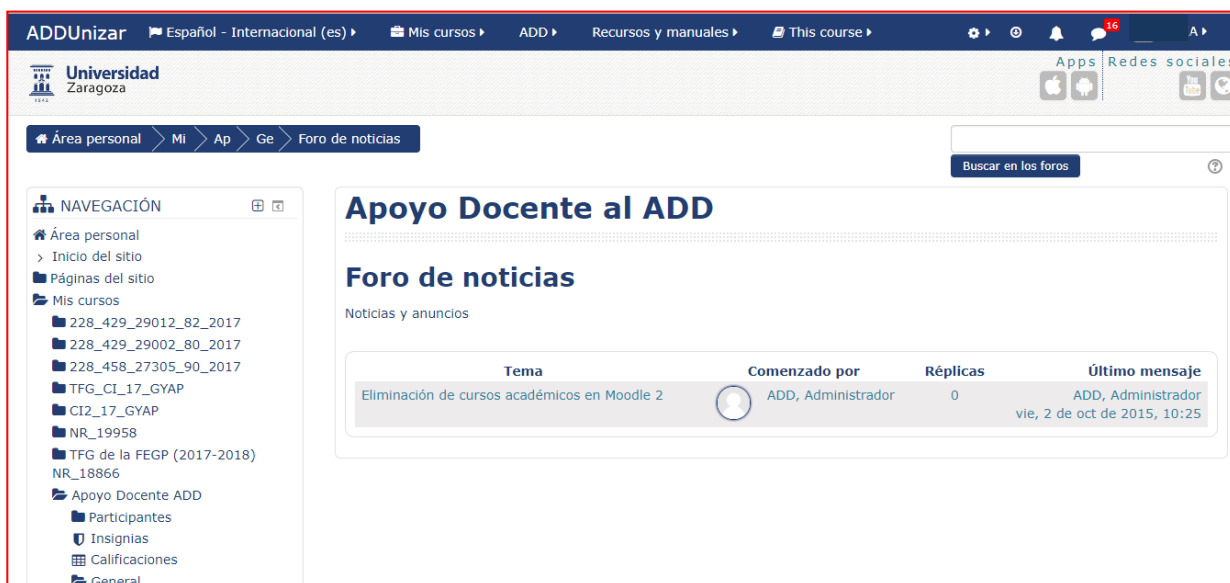 ADDUnizar Español - Internacional (es) Mis cursos ADD Recursos y manuales This course 16 A
Universidad
Zaragoza
1542
Apps Redes sociales
You
Tube
Área personal Mi Ap Ge Foro de noticias
Buscar en los foros
NAVEGACIÓN
Área personal
Inicio del sitio
Páginas del sitio
Mis cursos
228_429_29012_82_2017
228_429_29002_80_2017
228_458_27305_90_2017
TFG_CI_17_GYAP
CI2_17_GYAP
NR_19958
TFG de la FEGP (2017-2018)
NR_18866
Apoyo Docente ADD
Participantes
Insignias
Calificaciones
General
Apoyo Docente al ADD
Foro de noticias
Noticias y anuncios
Tema Comenzado por Réplicas Último mensaje
Eliminación de cursos académicos en Moodle 2 ADD, Administrador 0 ADD, Administrador
vie, 2 de oct de 2015, 10:25